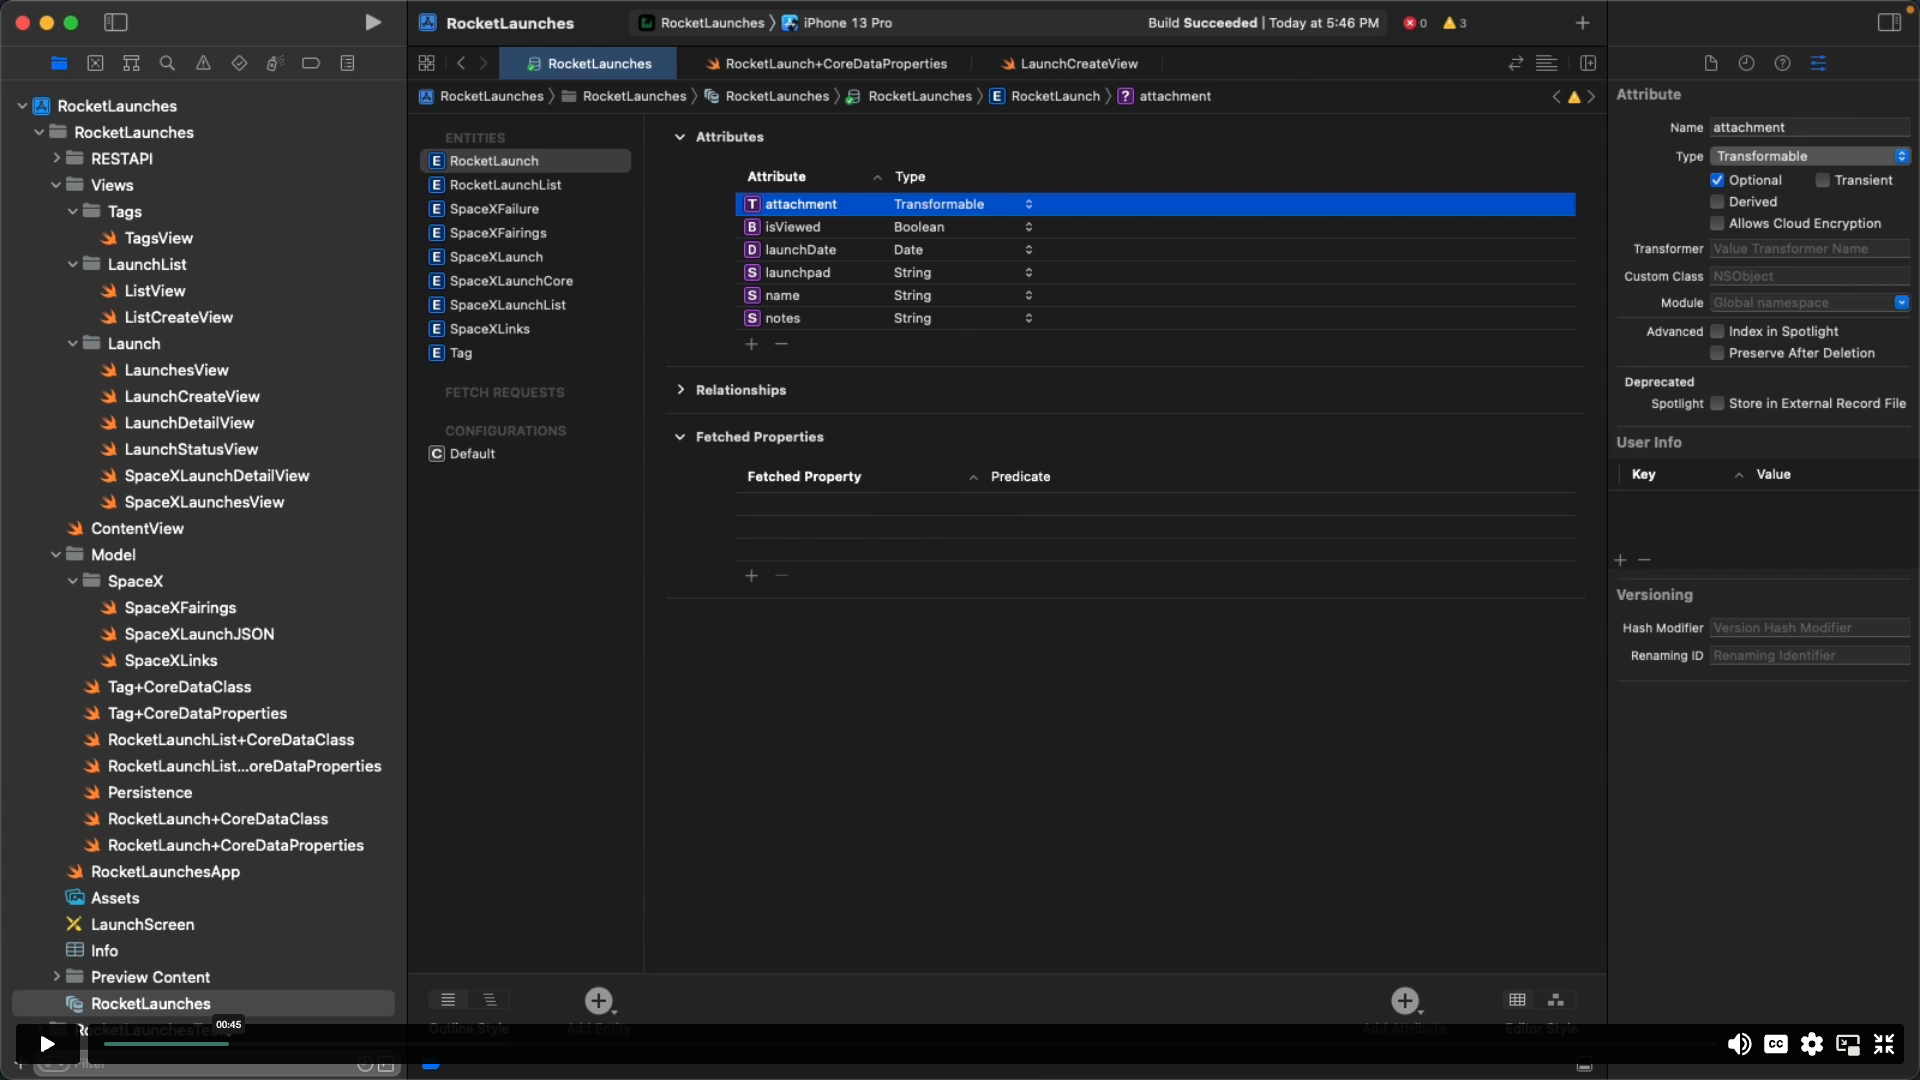 RocketLaunches
RocketLaunches
iPhone 13 Pro
Build Succeeded | Today at 5:46 PM
0
3
RocketLaunches
RocketLaunch+CoreDataProperties
LaunchCreateView
RocketLaunches
RocketLaunches
RocketLaunches
RocketLaunches
E RocketLaunch
? attachment
RocketLaunches
RocketLaunches
RESTAPI
Views
Tags
TagsView
LaunchList
ListView
ListCreateView
Launch
LaunchesView
LaunchCreateView
LaunchDetailView
LaunchStatusView
SpaceXLaunchDetailView
SpaceXLaunchesView
ContentView
Model
SpaceX
SpaceXFairings
SpaceXLaunchJSON
SpaceXLinks
Tag+CoreDataClass
Tag+CoreDataProperties
RocketLaunchList+CoreDataClass
RocketLaunchList...oreDataProperties
Persistence
RocketLaunch+CoreDataClass
RocketLaunch+CoreDataProperties
RocketLaunchesApp
Assets
LaunchScreen
Info
Preview Content
RocketLaunches
00:45
Filter
ENTITIES
E RocketLaunch
E RocketLaunchList
E SpaceXFailure
E SpaceXFairings
E SpaceXLaunch
E SpaceXLaunchCore
E SpaceXLaunchList
E SpaceXLinks
E Tag
FETCH REQUESTS
CONFIGURATIONS
C Default
Attributes
Attribute Type
T attachment Transformable
B isViewed Boolean
D launchDate Date
S launchpad String
S name String
S notes String
Relationships
Fetched Properties
Fetched Property Predicate
Outline Style
Add Entity
Add Attribute
Editor Style
Attribute
Name attachment
Type Transformable
Optional Transient
Derived
Allows Cloud Encryption
Transformer Value Transformer Name
Custom Class NSObject
Module Global namespace
Advanced Index in Spotlight
Preserve After Deletion
Deprecated
Spotlight Store in External Record File
User Info
Key Value
Versioning
Hash Modifier Version Hash Modifier
Renaming ID Renaming Identifier
CC